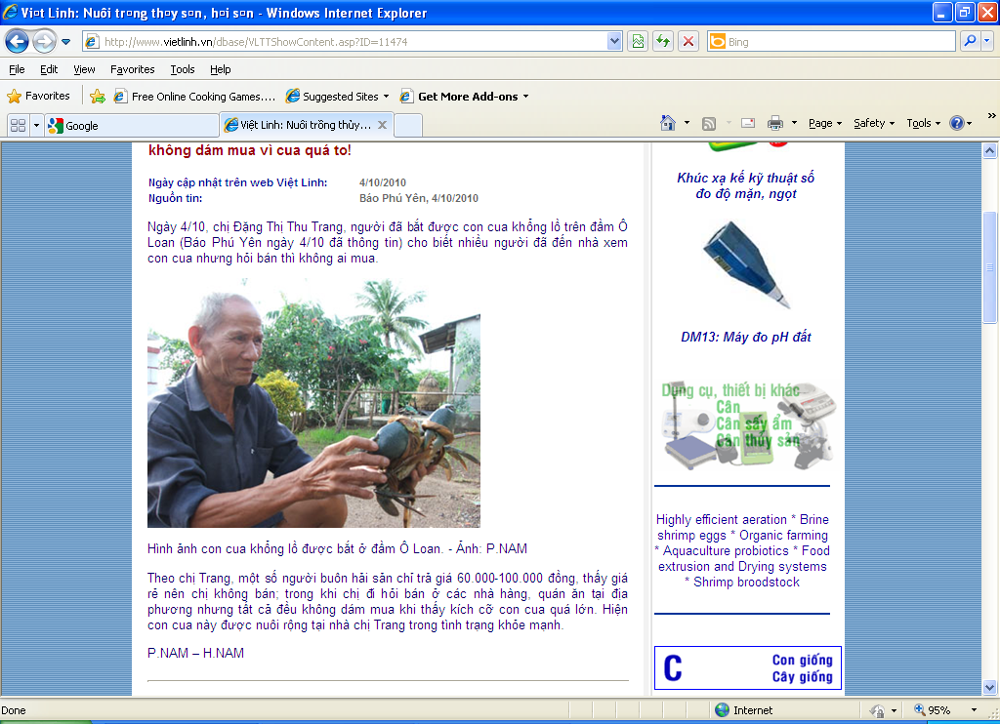 Việt Linh: Nuôi trồng thủy sản, hải sản - Windows Internet Explorer
http://www.vietlinh.vn/dbase/VLTTShowContent.asp?ID=11474
Bing
File Edit View Favorites Tools Help
Favorites Free Online Cooking Games.... Suggested Sites Get More Add-ons
Google Việt Linh: Nuôi trồng thủy... Page Safety Tools
không dám mua vì cua quá to!
Ngày cập nhật trên web Việt Linh: 4/10/2010
Nguồn tin: Báo Phú Yên, 4/10/2010
Ngày 4/10, chị Đặng Thị Thu Trang, người đã bắt được con cua khổng lồ trên đầm Ô
Loan (Báo Phú Yên ngày 4/10 đã thông tin) cho biết nhiều người đã đến nhà xem
con cua nhưng hỏi bán thì không ai mua.
Hình ảnh con cua khổng lồ được bắt ở đầm Ô Loan. - Ảnh: P.NAM
Theo chị Trang, một số người buôn hải sản chỉ trả giá 60.000-100.000 đồng, thấy giá
rẻ nên chị không bán; trong khi chị đi hỏi bán ở các nhà hàng, quán ăn tại địa
phương nhưng tất cả đều không dám mua khi thấy kích cỡ con cua quá lớn. Hiện
con cua này được nuôi rộng tại nhà chị Trang trong tình trạng khỏe mạnh.
P.NAM – H.NAM
Khúc xạ kế kỹ thuật số
đo độ mặn, ngọt
DM13: Máy đo pH đất
Dụng cụ, thiết bị khác
Cân
Cân sấy ẩm
Cân thủy sản
Highly efficient aeration * Brine
shrimp eggs * Organic farming
* Aquaculture probiotics * Food
extrusion and Drying systems
* Shrimp broodstock
C Con giống
Cây giống
Done Internet 95%